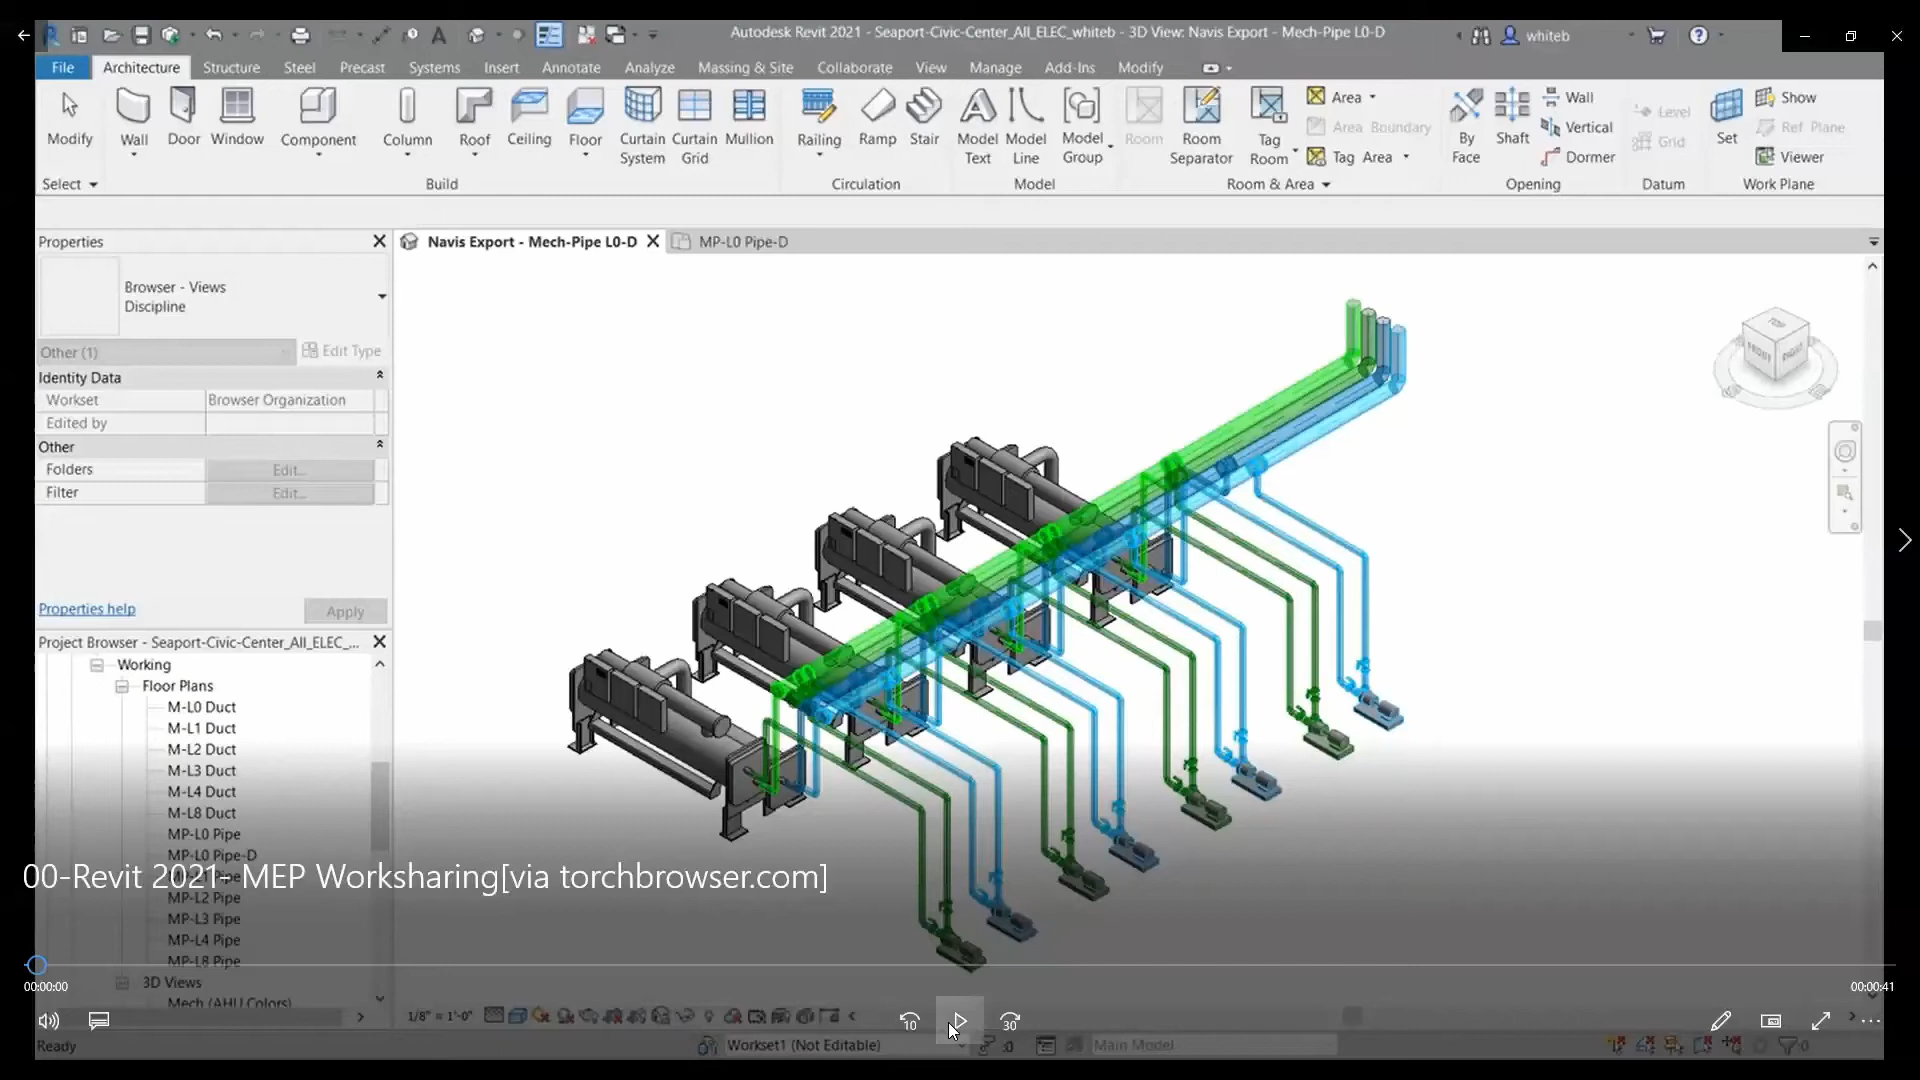 Autodesk Revit 2021 - Seaport-Civic-Center_All_ELEC_whiteb - 3D View: Navis Export - Mech-Pipe L0-D
whiteb
File Architecture Structure Steel Precast Systems Insert Annotate Analyze Massing & Site Collaborate View Manage Add-Ins Modify
Modify Wall Door Window Component Column Roof Ceiling Floor Curtain System Curtain Grid Mullion Railing Ramp Stair Model Text Model Line Model Group Room Room Separator Tag Room
Area
Area Boundary
Tag Area
By Face Shaft
Wall
Vertical
Dormer
Level
Grid
Set
Show
Ref Plane
Viewer
Select Build Circulation Model Room & Area Opening Datum Work Plane
Properties
Navis Export - Mech-Pipe L0-D
MP-L0 Pipe-D
Browser - Views
Discipline
Other (1)
Edit Type
Identity Data
Workset Browser Organization
Edited by
Other
Folders Edit...
Filter Edit...
Properties help
Apply
TOP
FRONT
RIGHT
Project Browser - Seaport-Civic-Center_All_ELEC_...
Working
Floor Plans
M-L0 Duct
M-L1 Duct
M-L2 Duct
M-L3 Duct
M-L4 Duct
M-L8 Duct
MP-L0 Pipe
MP-L0 Pipe-D
00-Revit 2021- MEP Worksharing[via torchbrowser.com]
MP-L2 Pipe
MP-L3 Pipe
MP-L4 Pipe
MP-L8 Pipe
3D Views
Mech (AHU Colors)
00:00:00
00:00:41
1/8" = 1'-0"
10
30
Ready
Workset1 (Not Editable)
:0
Main Model
:0